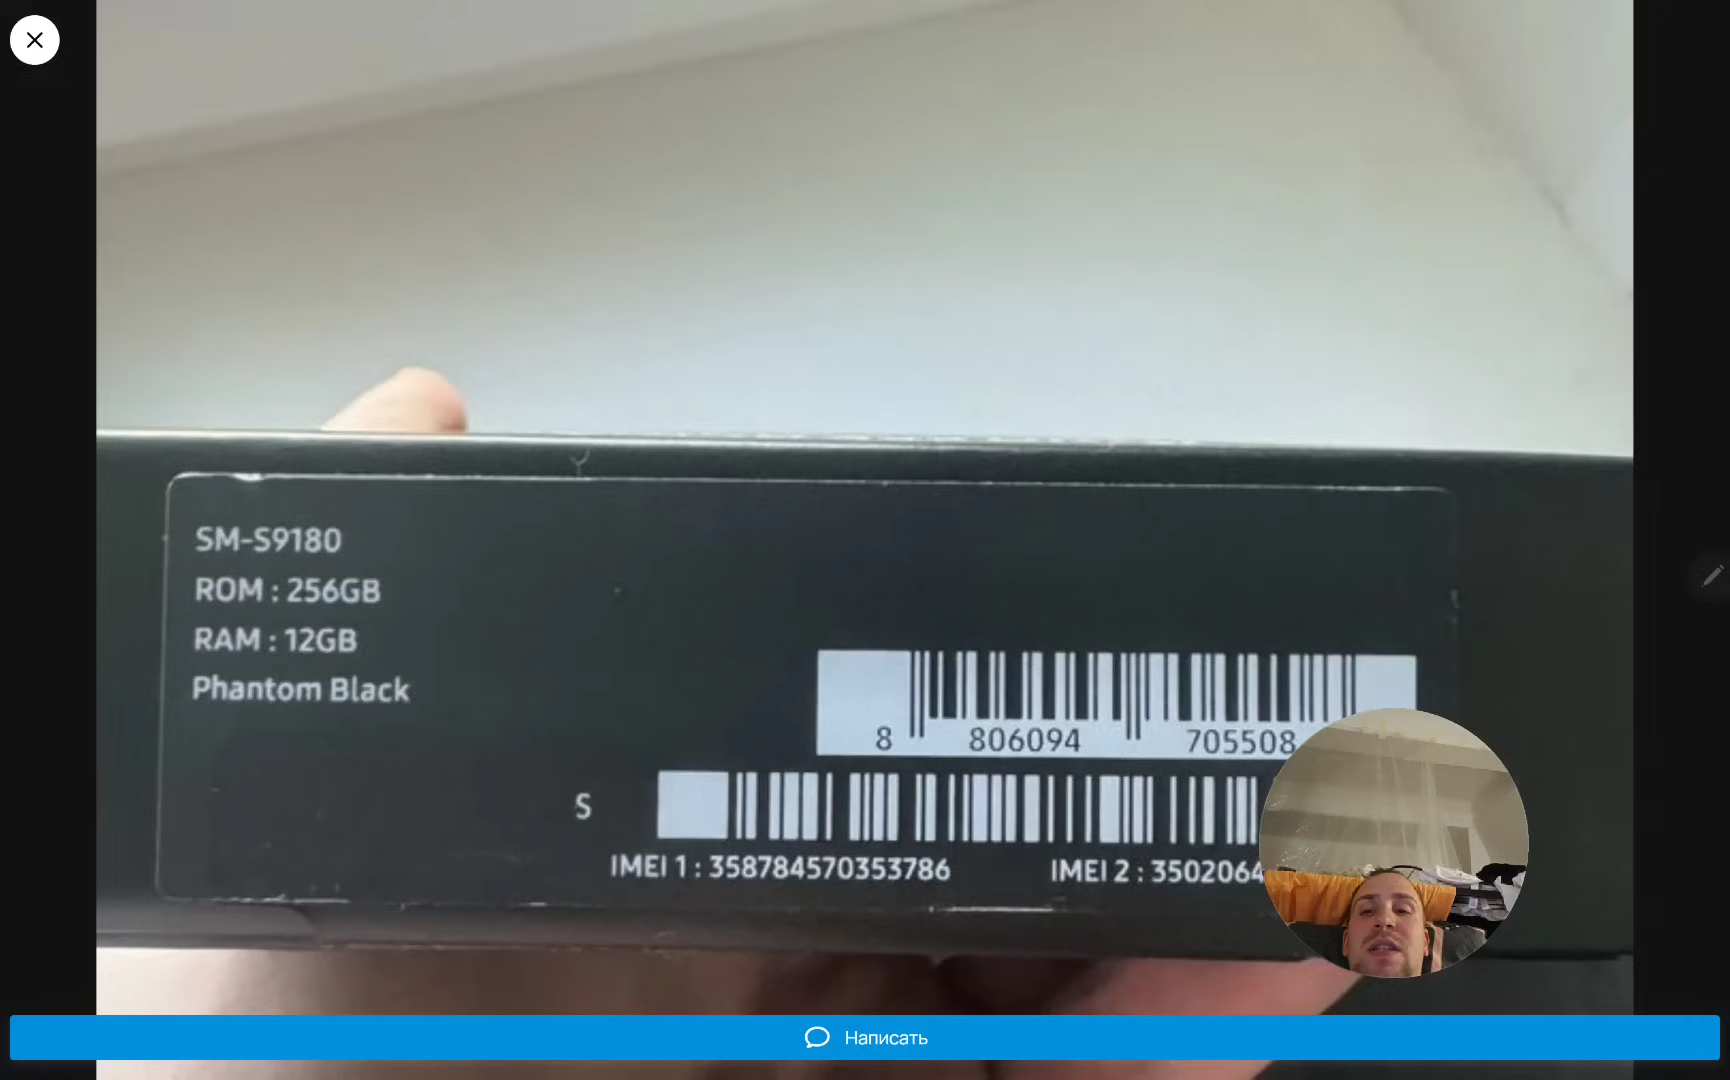 SM-S9180
ROM : 256GB
RAM : 12GB
Phantom Black
8 806094 705508
S
IMEI 1 : 358784570353786 IMEI 2 : 3502064
Написать